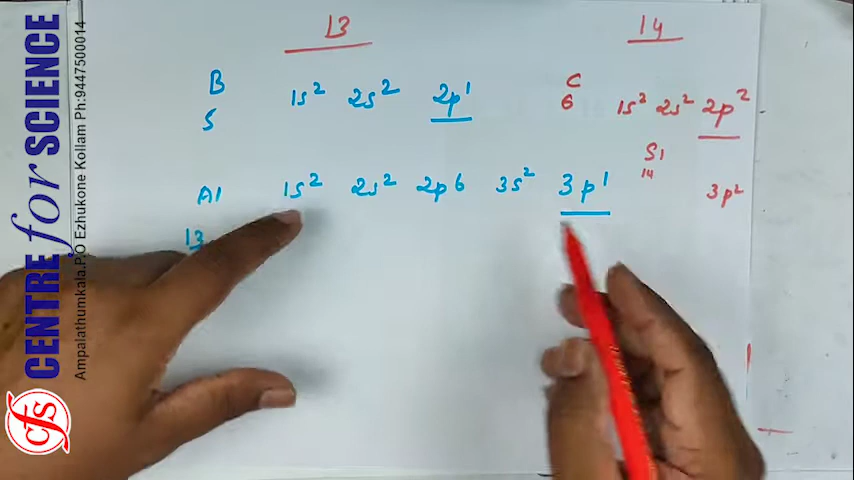 13
14
B 1s² 2s² 2p¹
5
C 1s² 2s² 2p²
6
Al 1s² 2s² 2p6 3s² 3p¹
13
Si 3p²
14
CENTRE for SCIENCE
Ampalathumkala.P.O Ezhukone Kollam Ph:9447500014
cfs